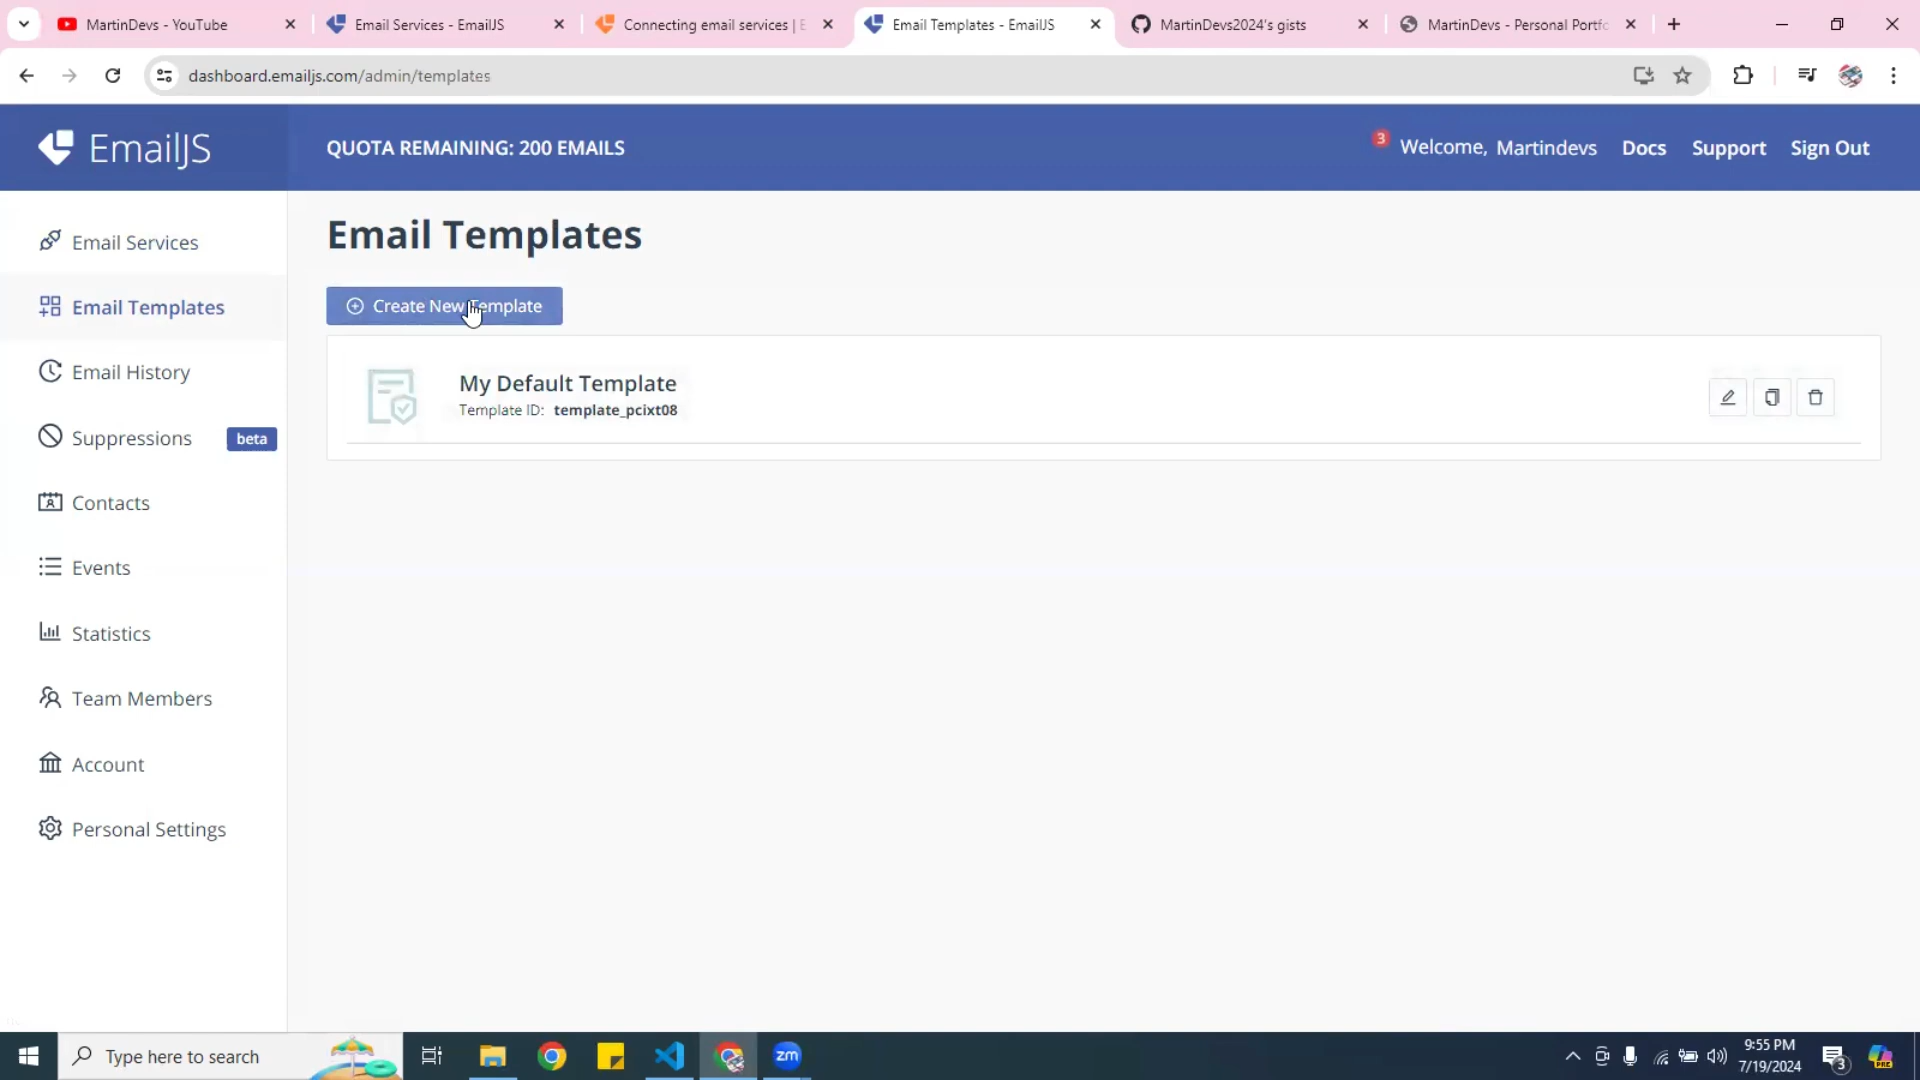 MartinDevs - YouTube
Email Services - EmailJS
Connecting email services | E
Email Templates - EmailJS
MartinDevs2024's gists
MartinDevs - Personal Portfo
dashboard.emailjs.com/admin/templates
EmailJS
QUOTA REMAINING: 200 EMAILS
3
Welcome, Martindevs
Docs
Support
Sign Out
Email Services
Email Templates
Email History
Suppressions
beta
Contacts
Events
Statistics
Team Members
Account
Personal Settings
Email Templates
Create New Template
My Default Template
Template ID: template_pcixt08
Type here to search
zm
9:55 PM
7/19/2024
3
PRE